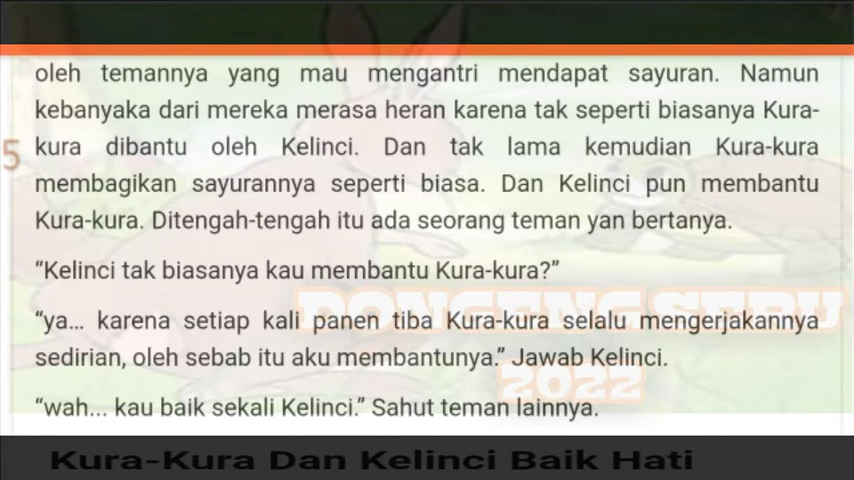 oleh temannya yang mau mengantri mendapat sayuran. Namun
kebanyaka dari mereka merasa heran karena tak seperti biasanya Kura-
kura dibantu oleh Kelinci. Dan tak lama kemudian Kura-kura
membagikan sayurannya seperti biasa. Dan Kelinci pun membantu
Kura-kura. Ditengah-tengah itu ada seorang teman yan bertanya.
“Kelinci tak biasanya kau membantu Kura-kura?”
“ya... karena setiap kali panen tiba Kura-kura selalu mengerjakannya
sedirian, oleh sebab itu aku membantunya.” Jawab Kelinci.
“wah... kau baik sekali Kelinci.” Sahut teman lainnya.
5
DONGENG SERU
2022
Kura-Kura Dan Kelinci Baik Hati